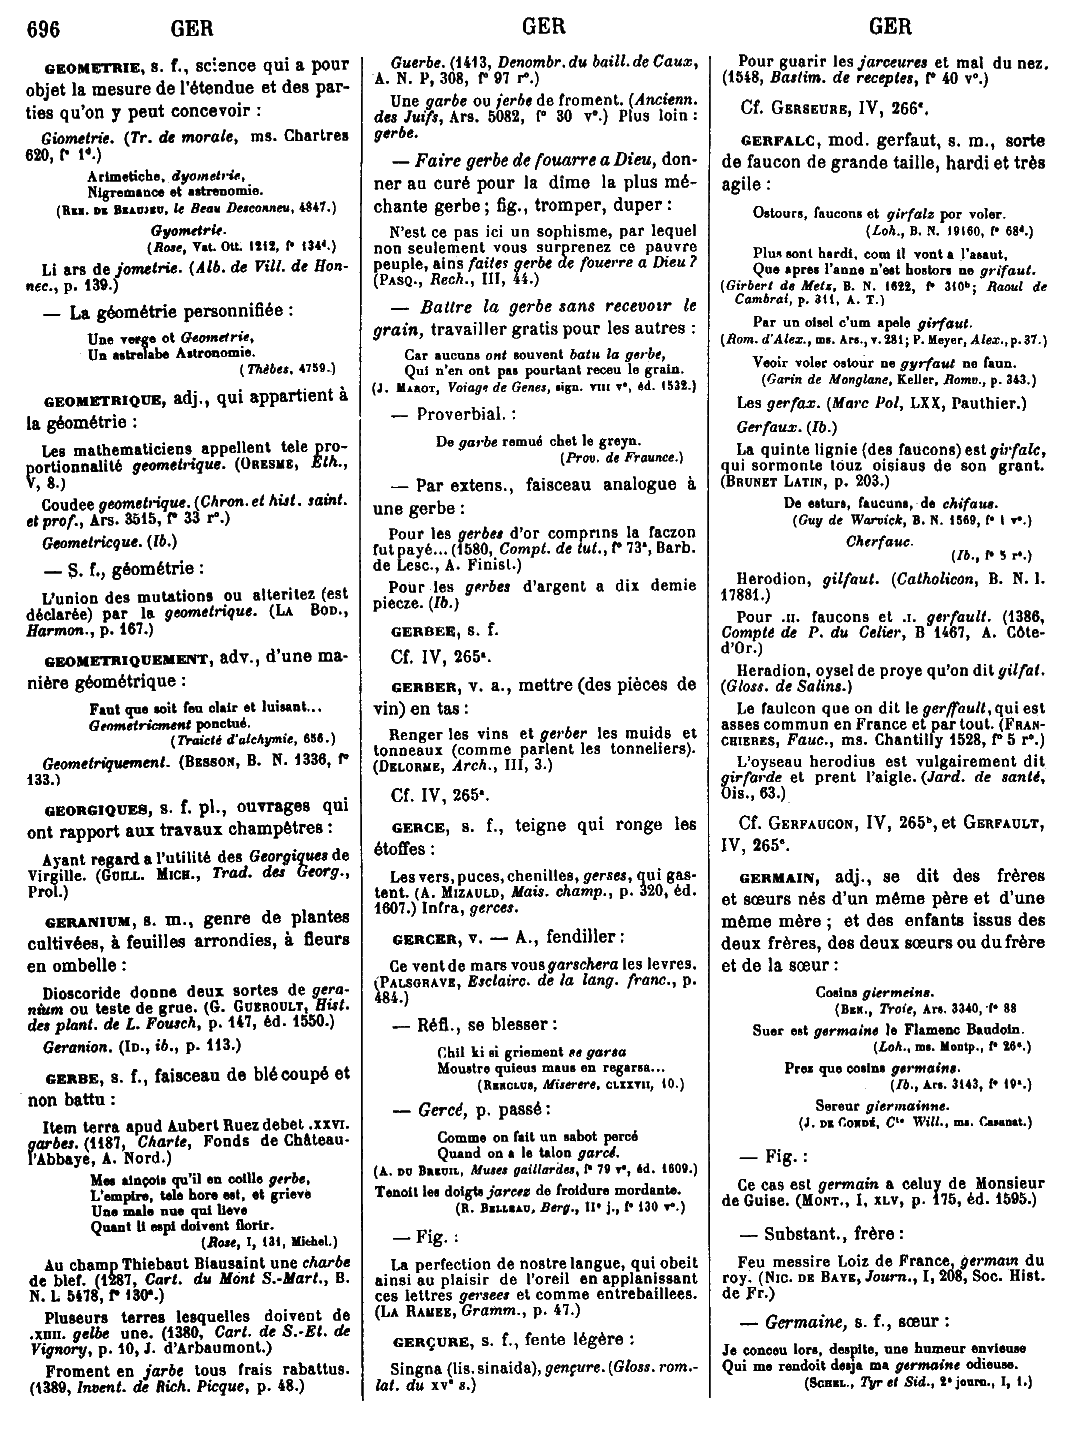 696 GER GER GER
GEOMETRIE, s. f., science qui a pour
objet la mesure de l'étendue et des par-
ties qu'on y peut concevoir :
Giometrie. (Tr. de morale, ms. Chartres
620, f° 1ᵈ.)
Arimetiche, dyometrie,
Nigremance et astrenomie.
(REN. DE BEAUJEU, le Beau Desconneu, 4847.)
Gyometrie.
(Rose, Vat. Ott. 1212, f° 134ᵈ.)
Li ars de jometrie. (Alb. de Vill. de Hon-
nec., p. 139.)
— La géométrie personnifiée :
Une verge ot Geometrie,
Un astrelabe Astronomie.
(Thèbes, 4759.)
GEOMETRIQUE, adj., qui appartient à
la géométrie :
Les mathematiciens appellent tele pro-
portionnalité geometrique. (ORESME, Eth.,
V, 8.)
Coudee geometrique. (Chron. et hist. saint.
et prof., Ars. 3515, f° 33 r°.)
Geometricque. (Ib.)
— S. f., géométrie :
L'union des mutations ou alteritez (est
déclarée) par la geometrique. (LA BOD.,
Harmon., p. 167.)
GEOMETRIQUEMENT, adv., d'une ma-
nière géométrique :
Faut que soit feu clair et luisant...
Geometricment ponctué.
(Traicté d'alchymie, 656.)
Geometriquement. (BESSON, B. N. 1336, f°
133.)
GEORGIQUES, s. f. pl., ouvrages qui
ont rapport aux travaux champêtres :
Ayant regard a l'utilité des Georgiques de
Virgille. (GUILL. MICH., Trad. des Georg.,
Prol.)
GERANIUM, s. m., genre de plantes
cultivées, à feuilles arrondies, à fleurs
en ombelle :
Dioscoride donne deux sortes de gera-
nium ou teste de grue. (G. GUEROULT, Hist.
des plant. de L. Fousch, p. 147, éd. 1550.)
Geranion. (ID., ib., p. 113.)
GERBE, s. f., faisceau de blé coupé et
non battu :
Item terra apud Aubert Ruez debet .XXVI.
garbes. (1187, Charte, Fonds de Château-
l'Abbaye, A. Nord.)
Mes ainçois qu'il en coille gerbe,
L'empire, tele hore est, et grieve
Une male nue qui lieve
Quant li espi doivent florir.
(Rose, I, 131, Michel.)
Au champ Thiebaut Biausaint une charbe
de blef. (1287, Cart. du Mont S.-Mart., B.
N. L 5478, f° 130ᵃ.)
Pluseurs terres lesquelles doivent de
.XIIII. gelbe une. (1380, Cart. de S.-Et. de
Vignory, p. 10, J. d'Arbaumont.)
Froment en jarbe tous frais rabattus.
(1389, Invent. de Rich. Picque, p. 48.)
Guerbe. (1413, Denombr. du baill. de Caux,
A. N. P, 308, f° 97 r°.)
Une garbe ou jerbe de froment. (Ancienn.
des Juifs, Ars. 5082, f° 30 v°.) Plus loin :
gerbe.
— Faire gerbe de fouarre a Dieu, don-
ner au curé pour la dîme la plus mé-
chante gerbe ; fig., tromper, duper :
N'est ce pas ici un sophisme, par lequel
non seulement vous surprenez ce pauvre
peuple, ains faites gerbe de fouerre a Dieu ?
(PASQ., Rech., III, 44.)
— Battre la gerbe sans recevoir le
grain, travailler gratis pour les autres :
Car aucuns ont souvent batu la gerbe,
Qui n'en ont pas pourtant receu le grain.
(J. MAROT, Voiage de Genes, sign. VIII v°, éd. 1532.)
— Proverbial. :
De garbe remué chet le greyn.
(Prov. de Fraunce.)
— Par extens., faisceau analogue à
une gerbe :
Pour les gerbes d'or comprins la faczon
fut payé... (1580, Compt. de tut., f° 73ᵃ, Barb.
de Lesc., A. Finist.)
Pour les gerbes d'argent a dix demie
piecze. (Ib.)
GERBEE, s. f.
Cf. IV, 265ᵃ.
GERBER, v. a., mettre (des pièces de
vin) en tas :
Renger les vins et gerber les muids et
tonneaux (comme parlent les tonneliers).
(DELORME, Arch., III, 3.)
Cf. IV, 265ᵃ.
GERCE, s. f., teigne qui ronge les
étoffes :
Les vers, puces, chenilles, gerses, qui gas-
tent. (A. MIZAULD, Mais. champ., p. 320, éd.
1607.) Infra, gerces.
GERCER, v. — A., fendiller :
Ce vent de mars vous garschera les levres.
(PALSGRAVE, Esclairc. de la lang. franc., p.
484.)
— Réfl., se blesser :
Chil ki si griement se garsa
Moustre quieus maus en regarsa...
(RENCLUS, Miserere, CLXXVII, 10.)
— Gercé, p. passé :
Comme on fait un sabot percé
Quand on a le talon garcé.
(A. DU BREUIL, Muses gaillardes, f° 79 v°, éd. 1609.)
Tenoit les doigts jarcez de froidure mordante.
(R. BELLEAU, Berg., II° j., f° 130 v°.)
— Fig. :
La perfection de nostre langue, qui obeit
ainsi au plaisir de l'oreil en applanissant
ces lettres gersees et comme entrebaillees.
(LA RAMEE, Gramm., p. 47.)
GERÇURE, s. f., fente légère :
Singna (lis. sinaida), gençure. (Gloss. rom.-
lat. du XV° s.)
Pour guarir les jarceures et mal du nez.
(1548, Bastim. de receptes, f° 40 v°.)
Cf. GERSEURE, IV, 266ᶜ.
GERFALC, mod. gerfaut, s. m., sorte
de faucon de grande taille, hardi et très
agile :
Ostours, faucons et girfalz por voler.
(Loh., B. N. 19160, f° 68ᵈ.)
Plus sont hardi, com il vont a l'asaut,
Que apres l'anne n'est hostors ne grifaut.
(Girbert de Metz, B. N. 1622, f° 310ᵇ ; Raoul de
Cambrai, p. 311, A. T.)
Par un oisel c'um apele girfaut.
(Rom. d'Alex., ms. Ars., v. 281 ; P. Meyer, Alex., p. 37.)
Veoir voler ostour ne gyrfaut ne faun.
(Garin de Monglane, Keller, Romv., p. 343.)
Les gerfax. (Marc Pol, LXX, Pauthier.)
Gerfaux. (Ib.)
La quinte lignie (des faucons) est girfalc,
qui sormonte touz oisiaus de son grant.
(BRUNET LATIN, p. 203.)
De esturs, faucuns, de chifaus.
(Guy de Warvick, B. N. 1569, f° 1 v°.)
Cherfauc.
(Ib., f° 5 r°.)
Herodion, gilfaut. (Catholicon, B. N. l.
17881.)
Pour .II. faucons et .I. gerfault. (1386,
Compte de P. du Celier, B 1467, A. Côte-
d'Or.)
Heradion, oysel de proye qu'on dit gilfat.
(Gloss. de Salins.)
Le faulcon que on dit le gerffault, qui est
asses commun en France et par tout. (FRAN-
CHIERES, Fauc., ms. Chantilly 1528, f° 5 r°.)
L'oyseau herodius est vulgairement dit
girfarde et prent l'aigle. (Jard. de santé,
Ois., 63.)
Cf. GERFAUCON, IV, 265ᵇ, et GERFAULT,
IV, 265ᶜ.
GERMAIN, adj., se dit des frères
et sœurs nés d'un même père et d'une
même mère ; et des enfants issus des
deux frères, des deux sœurs ou du frère
et de la sœur :
Cosins giermeins.
(BEN., Troie, Ars. 3340, f° 88
Suer est germaine le Flamenc Baudoin.
(Loh., ms. Montp., f° 26ᵃ.)
Pres que cosins germains.
(Ib., Ars. 3143, f° 19ᵃ.)
Sereur giermainne.
(J. DE CONDÉ, Cᵗᵉ Will., ms. Casanat.)
— Fig. :
Ce cas est germain a celuy de Monsieur
de Guise. (MONT., I, XLV, p. 175, éd. 1595.)
— Substant., frère :
Feu messire Loiz de France, germain du
roy. (NIC. DE BAYE, Journ., I, 208, Soc. Hist.
de Fr.)
— Germaine, s. f., sœur :
Je conceu lors, despite, une humeur envieuse
Qui me rendoit desja ma germaine odieuse.
(SCHEL., Tyr et Sid., 2° journ., I, 1.)